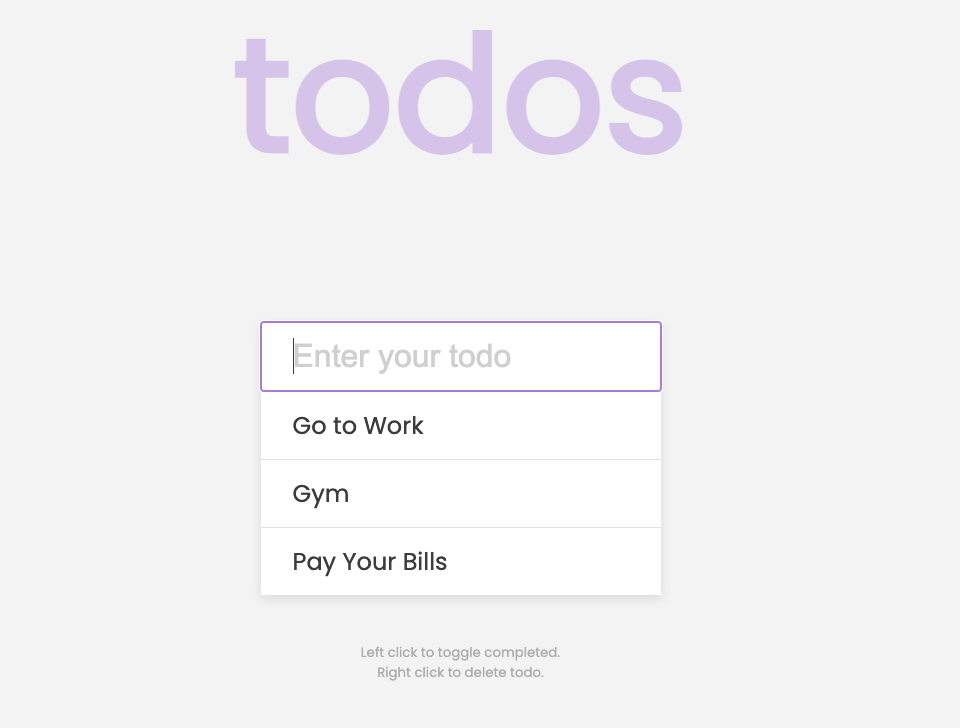 todos
Enter your todo
Go to Work
Gym
Pay Your Bills
Left click to toggle completed.
Right click to delete todo.